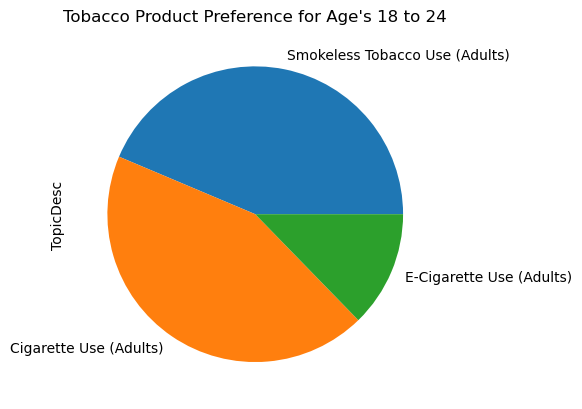 Tobacco Product Preference for Age's 18 to 24
Smokeless Tobacco Use (Adults)
TopicDesc
E-Cigarette Use (Adults)
Cigarette Use (Adults)